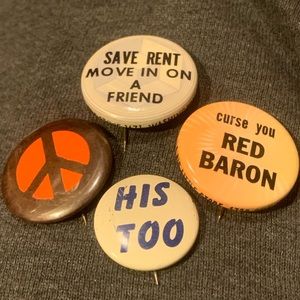 SAVE RENT
MOVE IN ON
A
FRIEND
curse you
RED
BARON
HIS
TOO